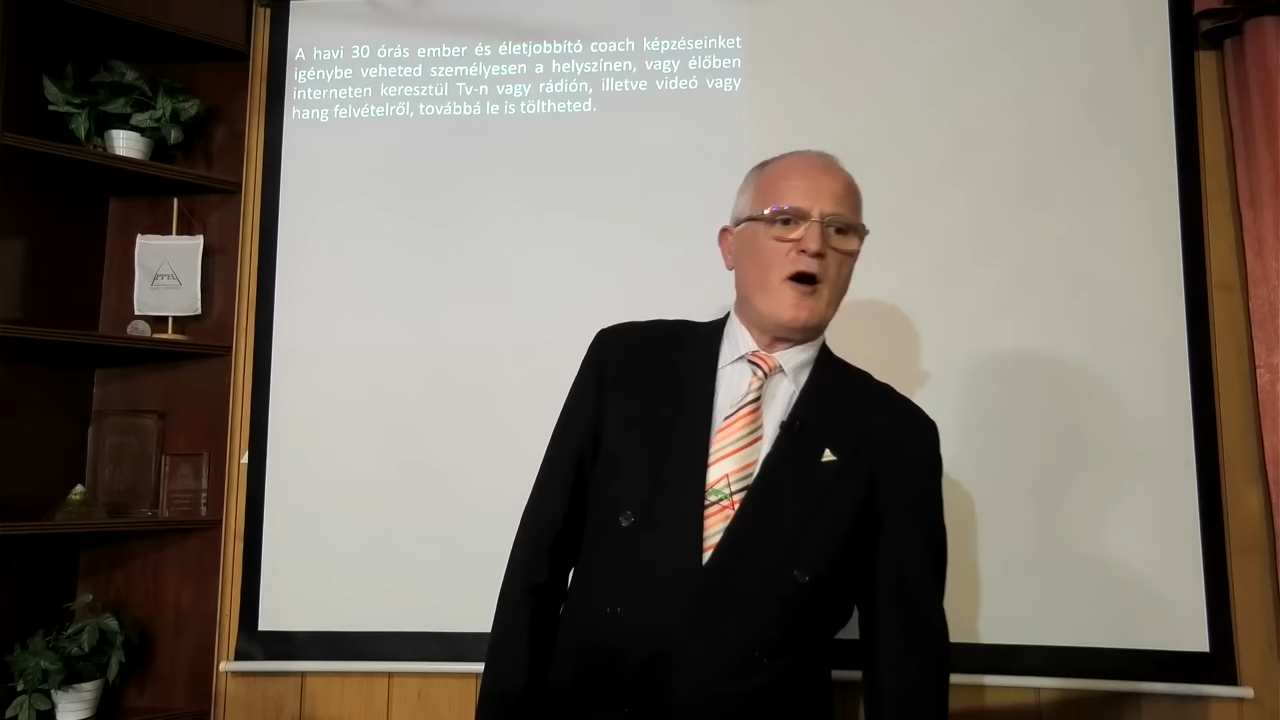 A havi 30 órás ember és életjobbító coach képzéseinket
igénybe veheted személyesen a helyszínen, vagy élőben
interneten keresztül Tv-n vagy rádión, illetve videó vagy
hang felvételről, továbbá le is töltheted.